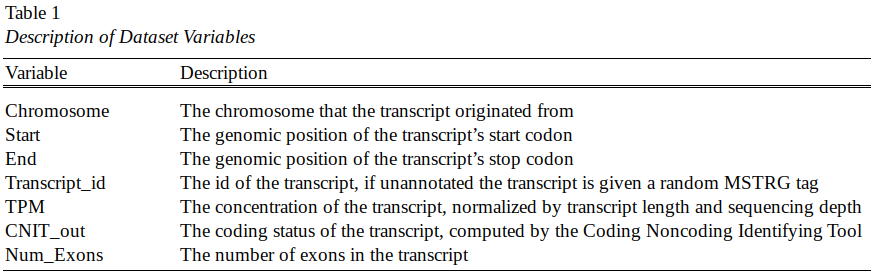 Table 1
Description of Dataset Variables
Variable Description
Chromosome The chromosome that the transcript originated from
Start The genomic position of the transcript’s start codon
End The genomic position of the transcript’s stop codon
Transcript_id The id of the transcript, if unannotated the transcript is given a random MSTRG tag
TPM The concentration of the transcript, normalized by transcript length and sequencing depth
CNIT_out The coding status of the transcript, computed by the Coding Noncoding Identifying Tool
Num_Exons The number of exons in the transcript